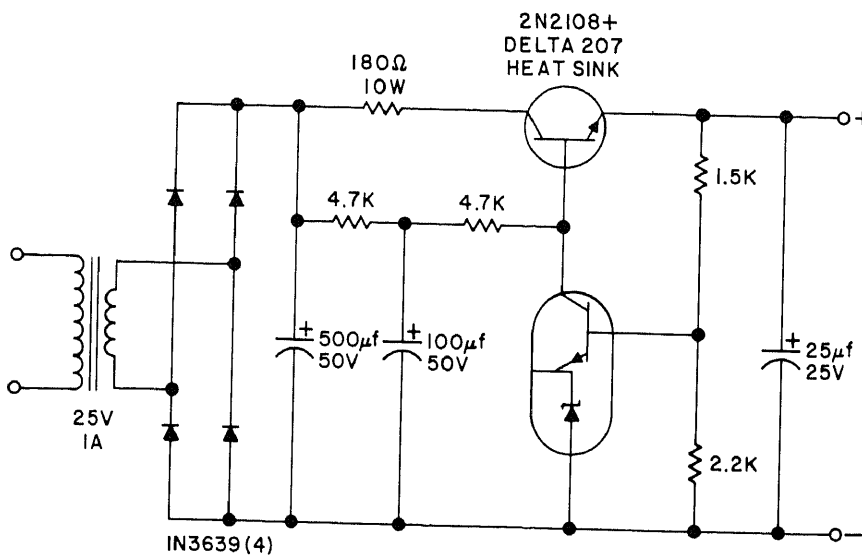 2N2108+
DELTA 207
HEAT SINK
180Ω
10W
+
1.5K
4.7K
4.7K
+
500μf
50V
+
100μf
50V
+
25μf
25V
25V
1A
2.2K
−
IN3639(4)